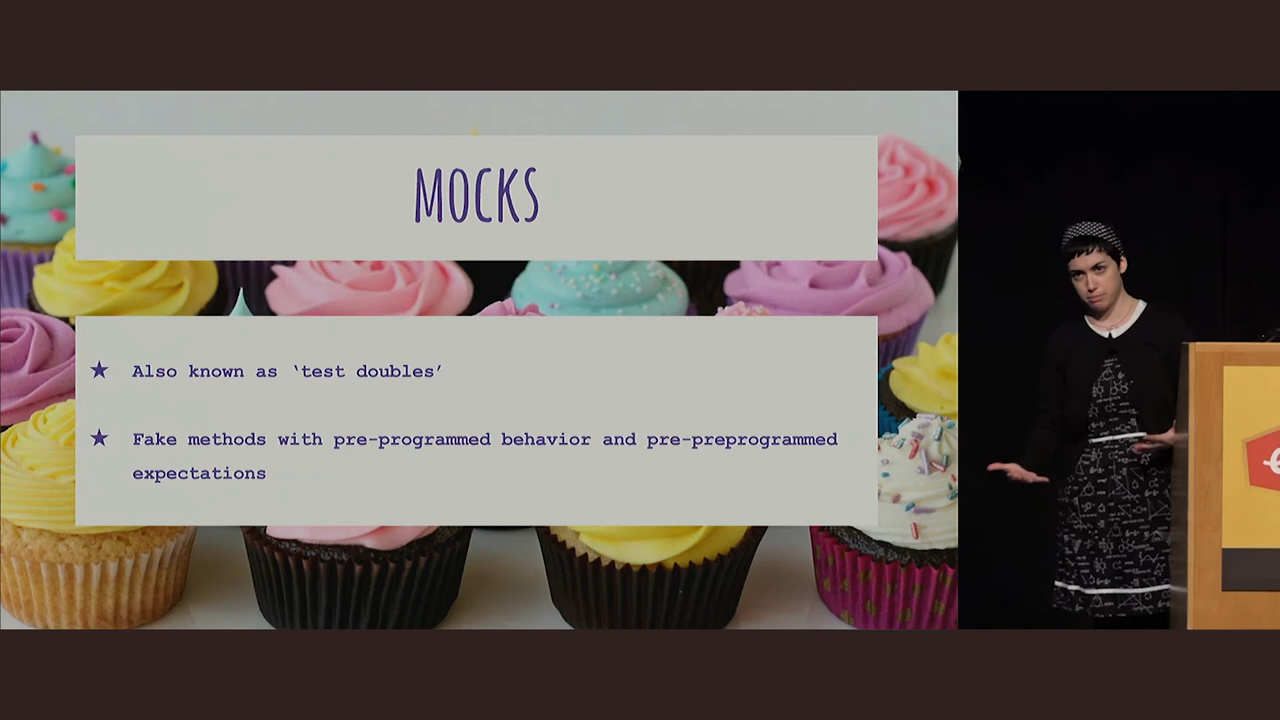 MOCKS
★ Also known as ‘test doubles’
★ Fake methods with pre-programmed behavior and pre-preprogrammed
expectations